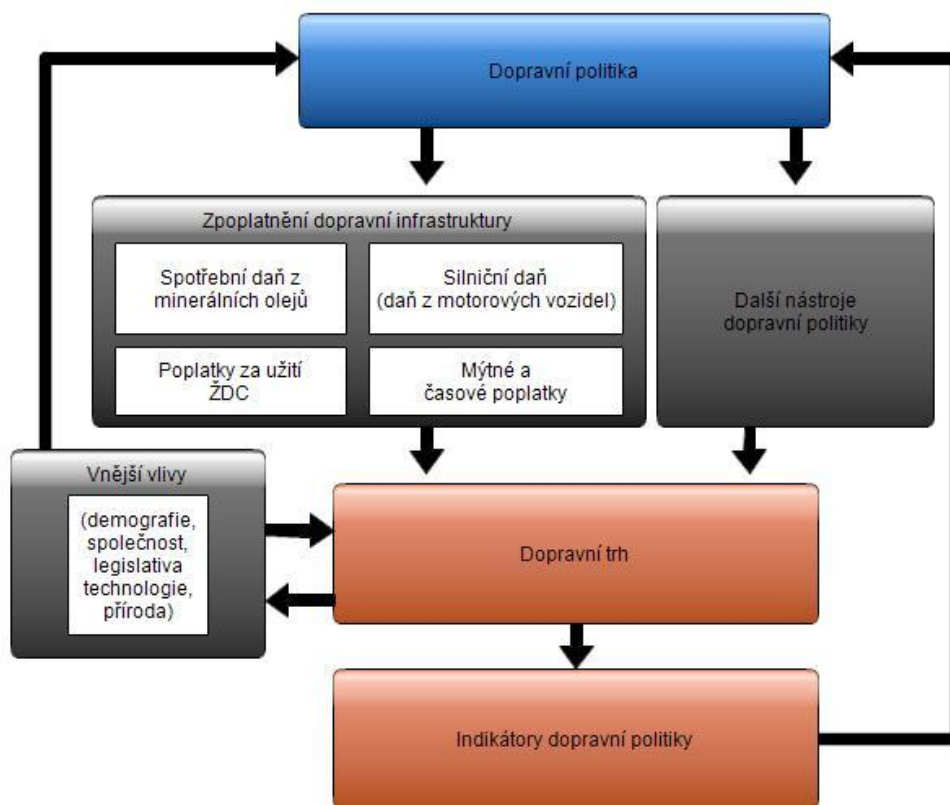 Dopravní politika
Zpoplatnění dopravní infrastruktury
Spotřební daň z
minerálních olejů
Silniční daň
(daň z motorových vozidel)
Poplatky za užití
ŽDC
Mýtné a
časové poplatky
Další nástroje
dopravní politiky
Vnější vlivy
(demografie,
společnost,
legislativa
technologie,
příroda)
Dopravní trh
Indikátory dopravní politiky